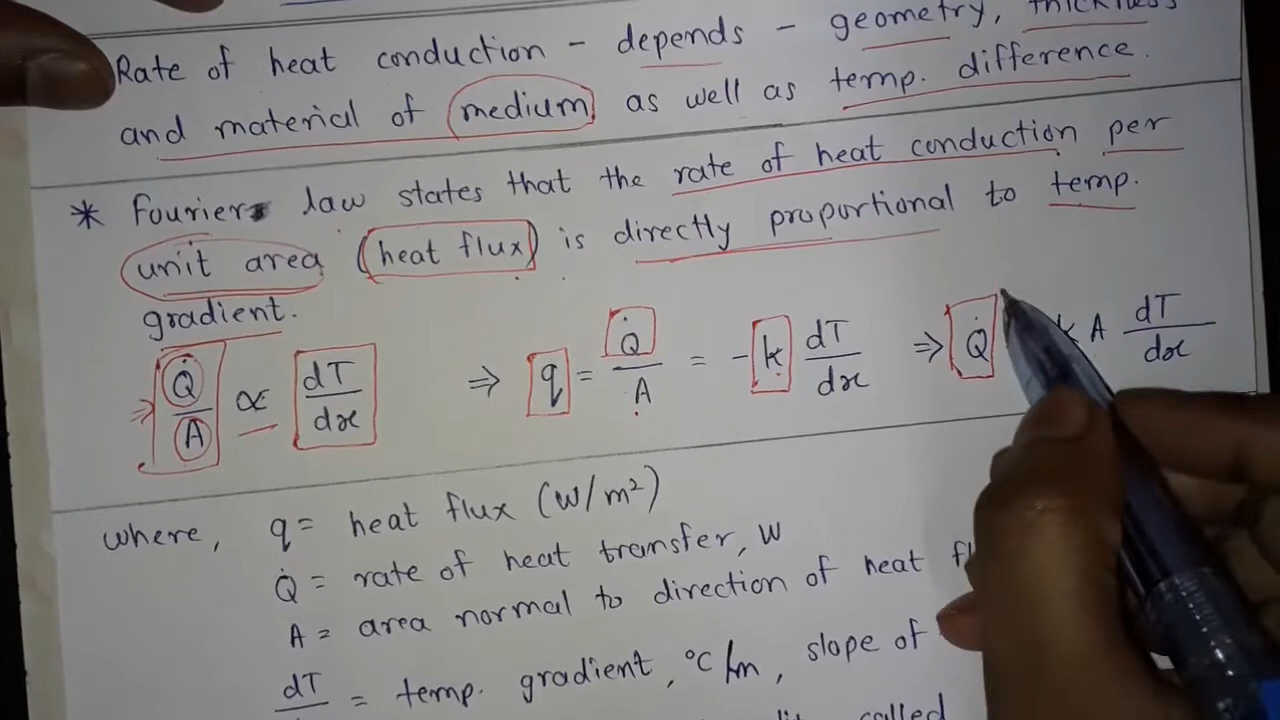 Rate of heat conduction - depends - geometry, thickness
and material of medium as well as temp. difference.
* Fouriers law states that the rate of heat conduction per
unit area (heat flux) is directly proportional to temp.
gradient.
⇒ Q̇/A ∝ dT/dx ⇒ q = Q̇/A = -k dT/dx ⇒ Q̇ k A dT/dx
where, q = heat flux (W/m²)
Q̇ = rate of heat transfer, W
A = area normal to direction of heat
dT = temp. gradient, °C/m, slope of
called